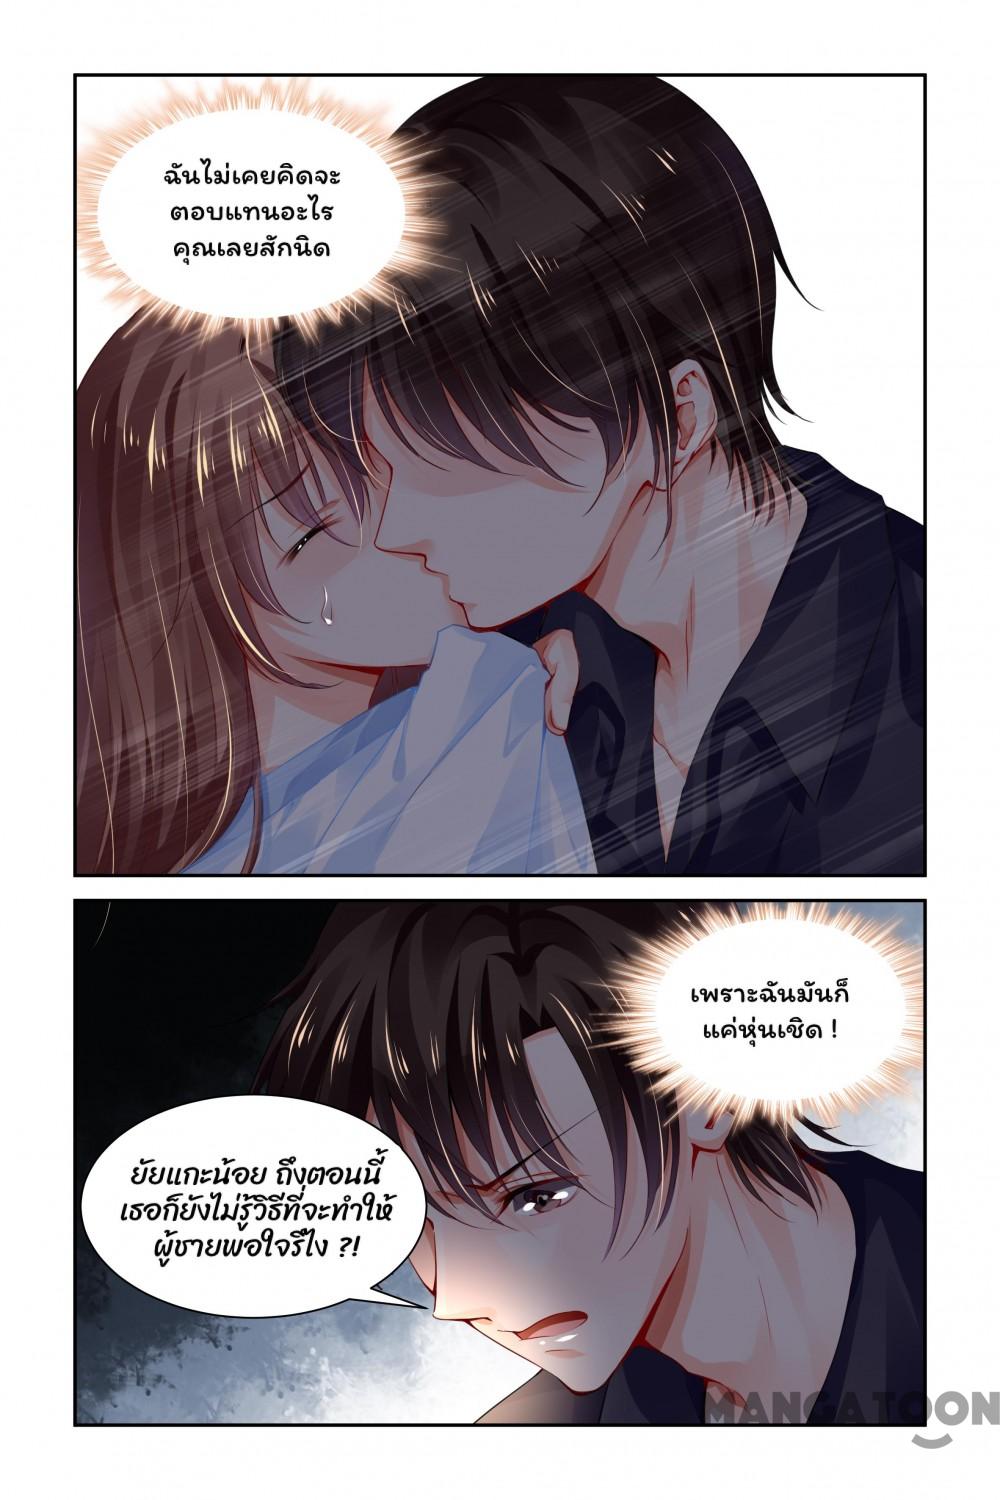 ฉันไม่เคยคิดจะ
ตอบแทนอะไร
คุณเลยสักนิด
เพราะฉันมันก็
แค่หุ่นเชิด !
ยัยแกะน้อย ถึงตอนนี้
เธอก็ยังไม่รู้วิธีที่จะทำให้
ผู้ชายพอใจรึไง ?!
MANGATOON